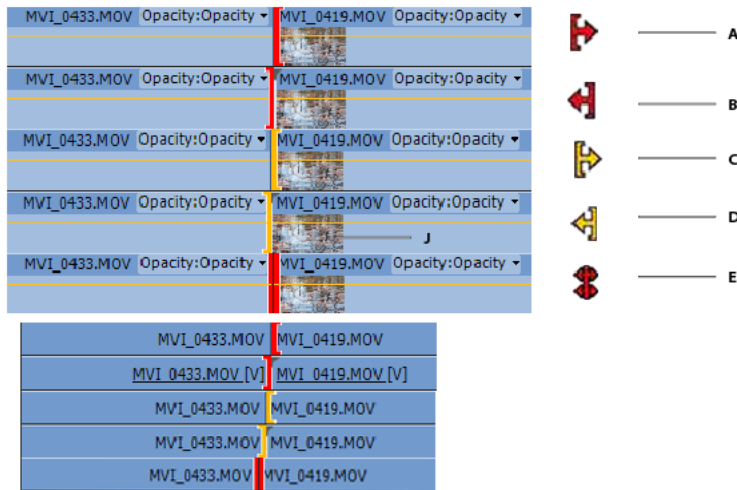 MVI_0433.MOV Opacity:Opacity MVI_0419.MOV Opacity:Opacity
A
MVI_0433.MOV Opacity:Opacity MVI_0419.MOV Opacity:Opacity
B
MVI_0433.MOV Opacity:Opacity MVI_0419.MOV Opacity:Opacity
C
MVI_0433.MOV Opacity:Opacity MVI_0419.MOV Opacity:Opacity
D
J
MVI_0433.MOV Opacity:Opacity MVI_0419.MOV Opacity:Opacity
E
MVI_0433.MOV MVI_0419.MOV
MVI_0433.MOV [V] MVI_0419.MOV [V]
MVI_0433.MOV MVI_0419.MOV
MVI_0433.MOV MVI_0419.MOV
MVI_0433.MOV MVI_0419.MOV